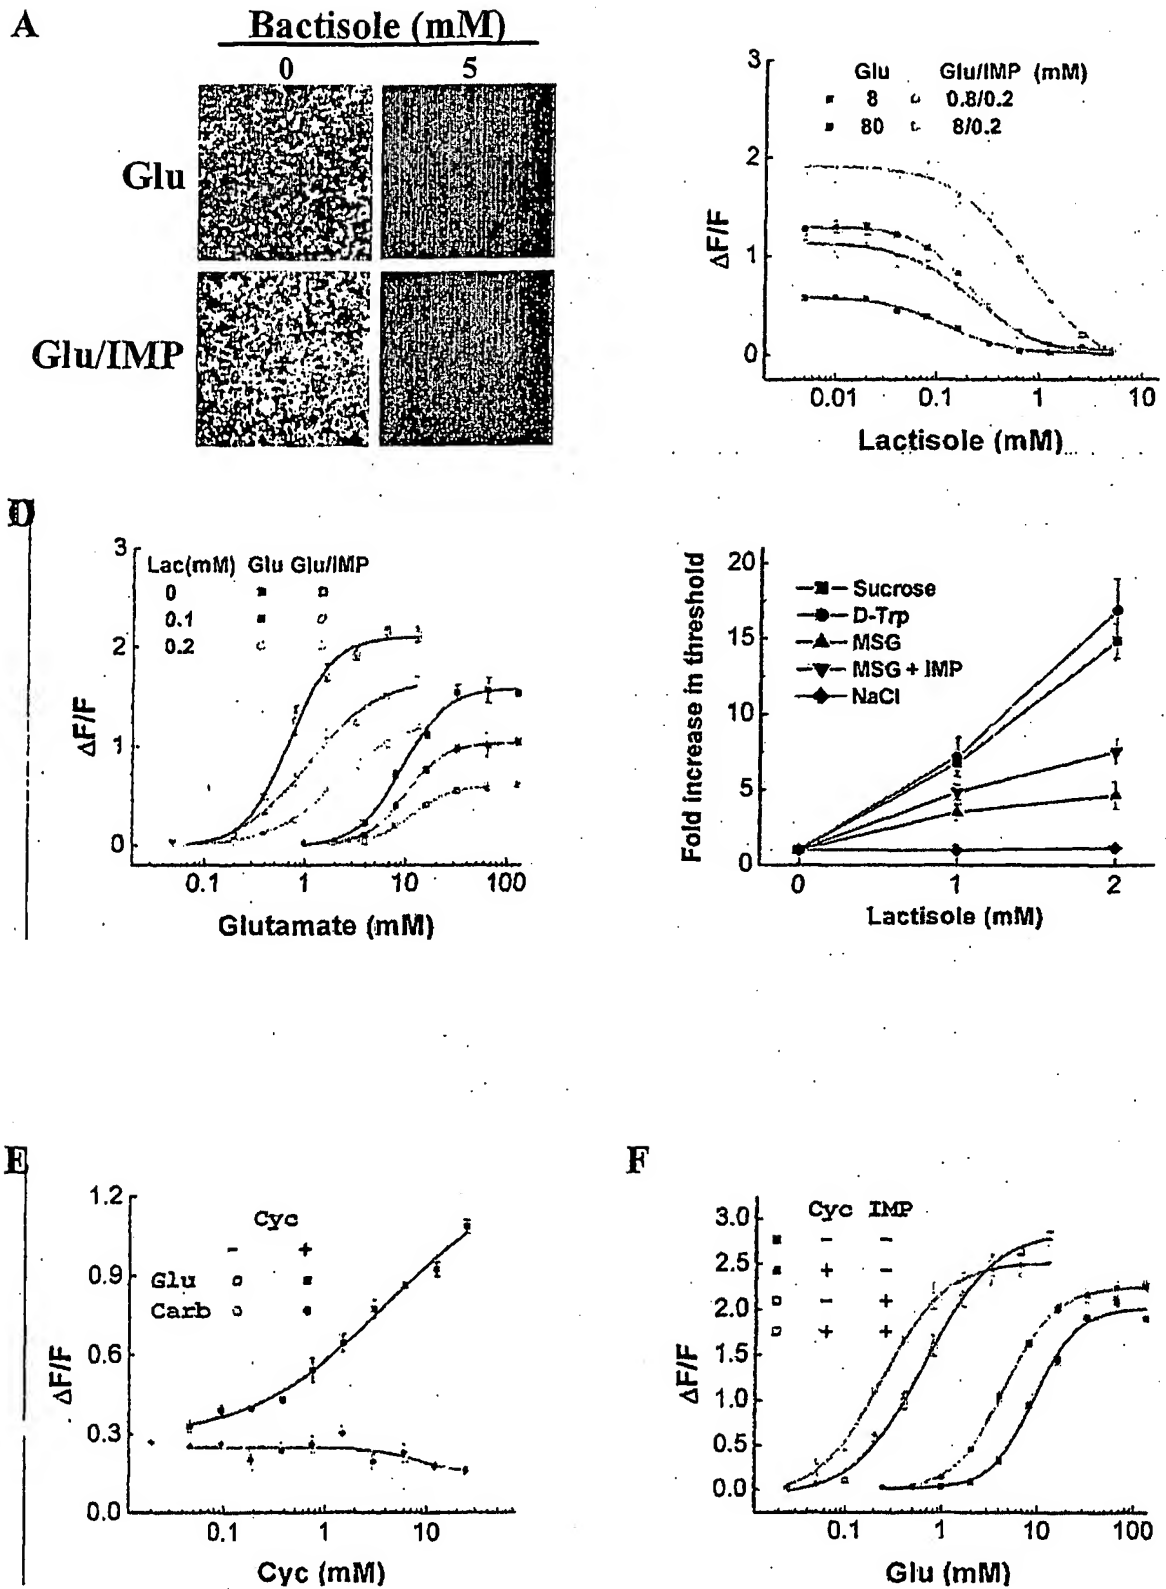 A
Bactisole (mM)
0 5
Glu
Glu/IMP
Glu Glu/IMP (mM)
8 0.8/0.2
80 8/0.2
3
2
1
0
ΔF/F
0.01 0.1 1 10
Lactisole (mM)
D
Lac(mM) Glu Glu/IMP
0
0.1
0.2
3
2
1
0
ΔF/F
0.1 1 10 100
Glutamate (mM)
Sucrose
D-Trp
MSG
MSG + IMP
NaCl
20
15
10
5
0
Fold increase in threshold
0 1 2
Lactisole (mM)
E
Cyc
- +
Glu
Carb
1.2
0.9
0.6
0.3
0.0
ΔF/F
0.1 1 10
Cyc (mM)
F
Cyc IMP
- -
+ -
- +
+ +
3.0
2.5
2.0
1.5
1.0
0.5
0.0
ΔF/F
0.1 1 10 100
Glu (mM)